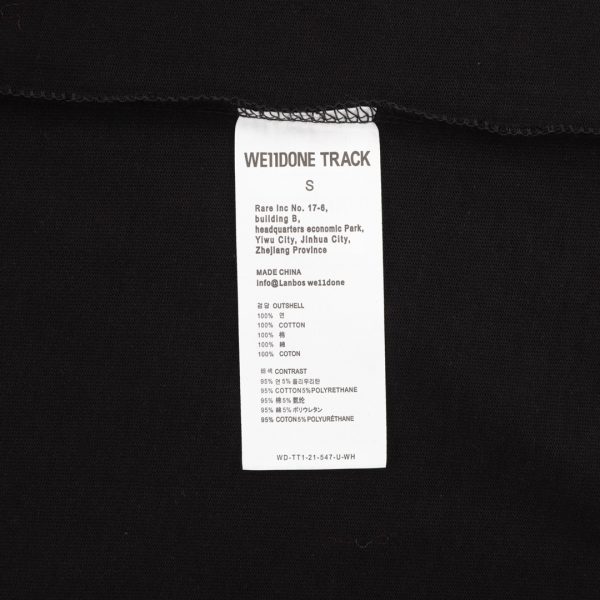 WE11DONE TRACK
S
Rare Inc No. 17-6,
building B,
headquarters economic Park,
Yiwu City, Jinhua City,
Zhejiang Province
MADE CHINA
info@Lanbos we11done
겉감 OUTSHELL
100% 면
100% COTTON
100% 棉
100% 綿
100% COTON
配色 CONTRAST
95% 면 5% 폴리우레탄
95% COTTON5%POLYRETHANE
95% 棉5% 氨纶
95% 綿5% ポリウレタン
95% COTON5%POLYURÉTHANE
WD-TT1-21-547-U-WH